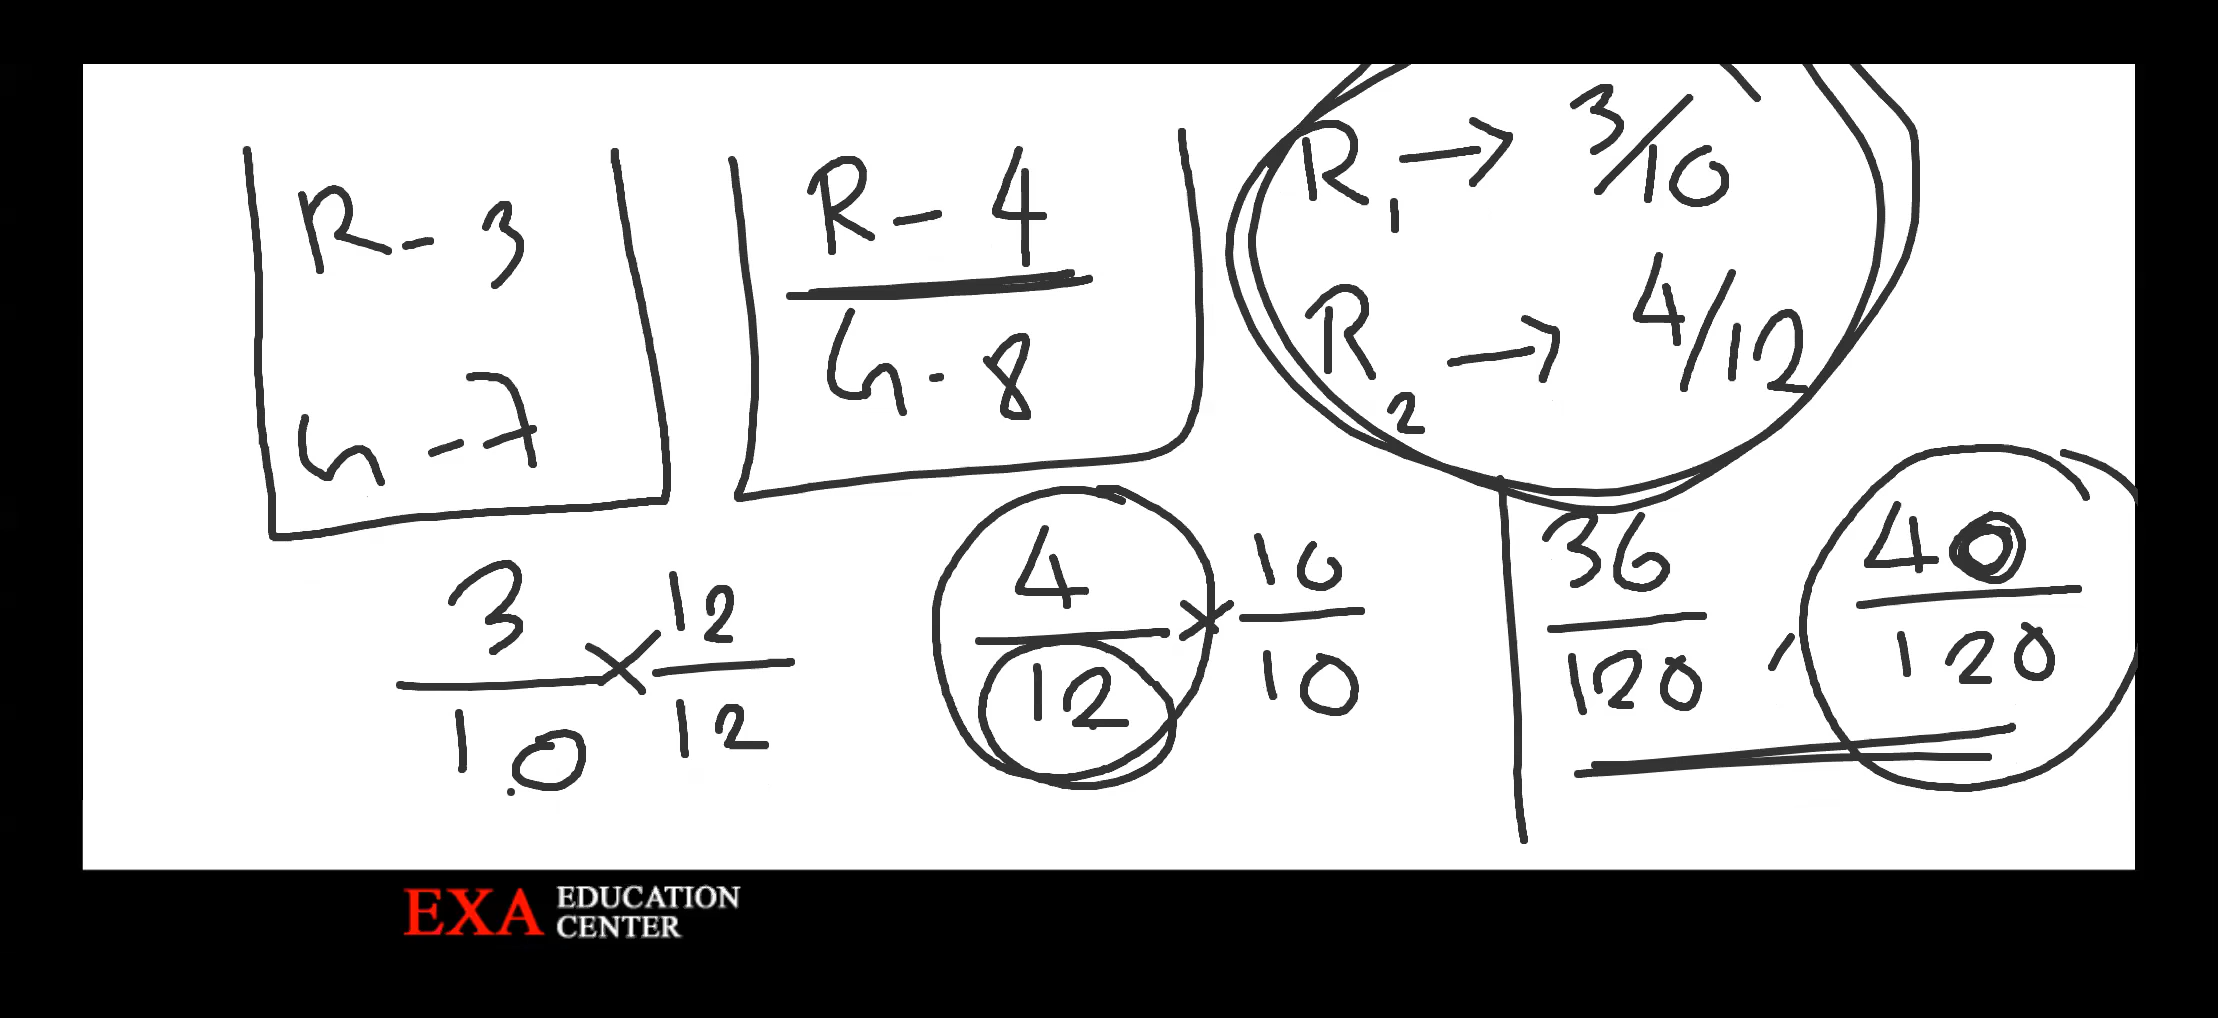 R - 3
G - 7
R - 4
G - 8
R1 → 3/10
R2 → 4/12
3/10 × 12/12
4/12 × 10/10
36/120 , 40/120
EXA EDUCATION
CENTER